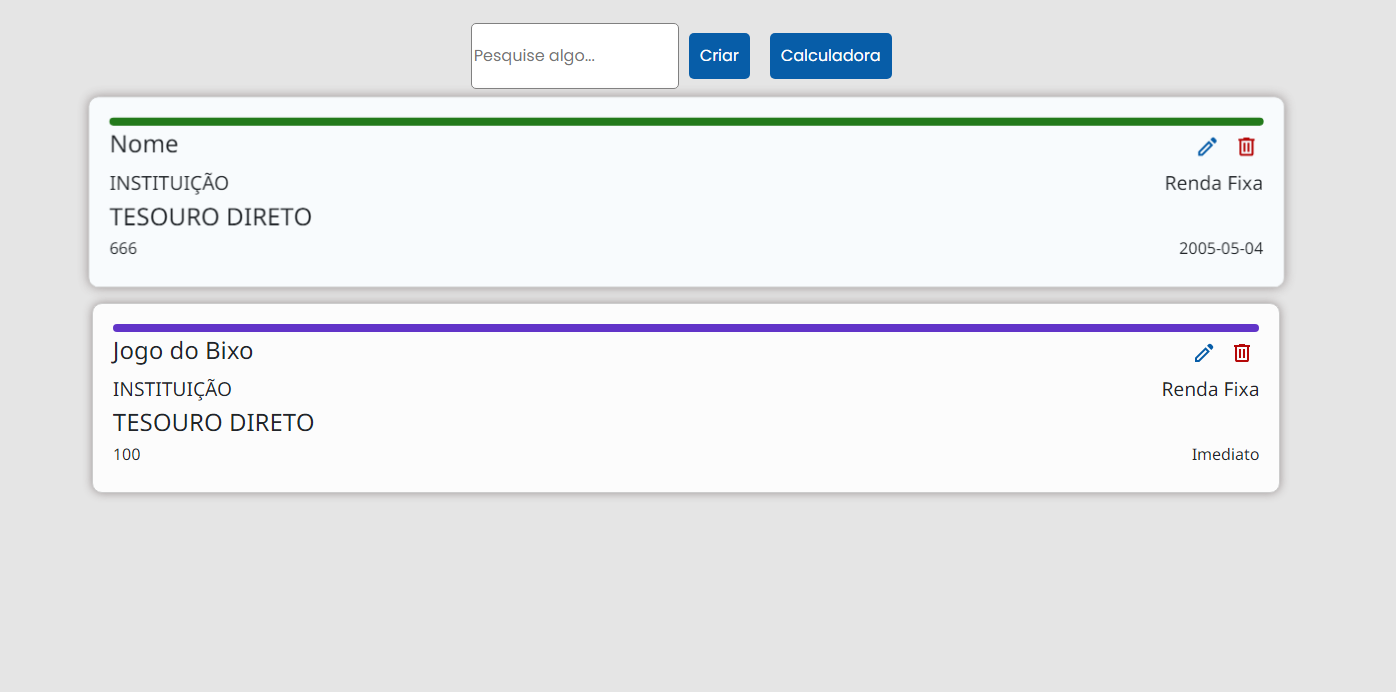 Pesquise algo... Criar Calculadora
Nome
INSTITUIÇÃO Renda Fixa
TESOURO DIRETO
666 2005-05-04
Jogo do Bixo
INSTITUIÇÃO Renda Fixa
TESOURO DIRETO
100 Imediato